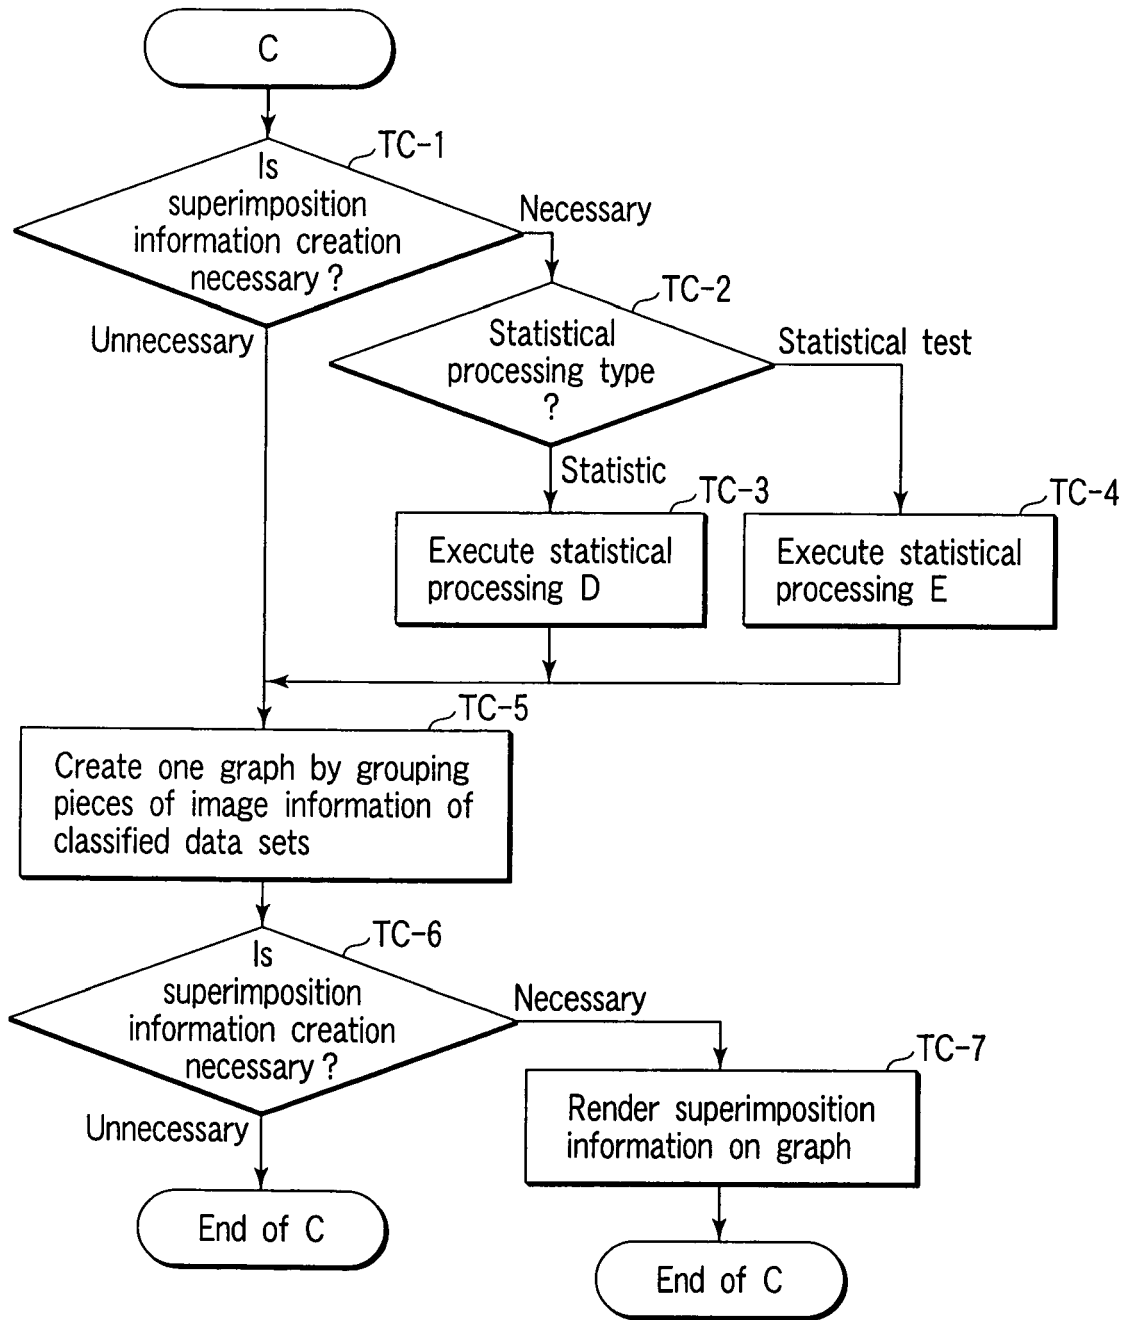 C
TC-1
Is
superimposition
information creation
necessary ?
Necessary
Unnecessary
TC-2
Statistical
processing type
?
Statistical test
Statistic
TC-3
Execute statistical
processing D
TC-4
Execute statistical
processing E
TC-5
Create one graph by grouping
pieces of image information of
classified data sets
TC-6
Is
superimposition
information creation
necessary ?
Necessary
Unnecessary
TC-7
Render superimposition
information on graph
End of C
End of C